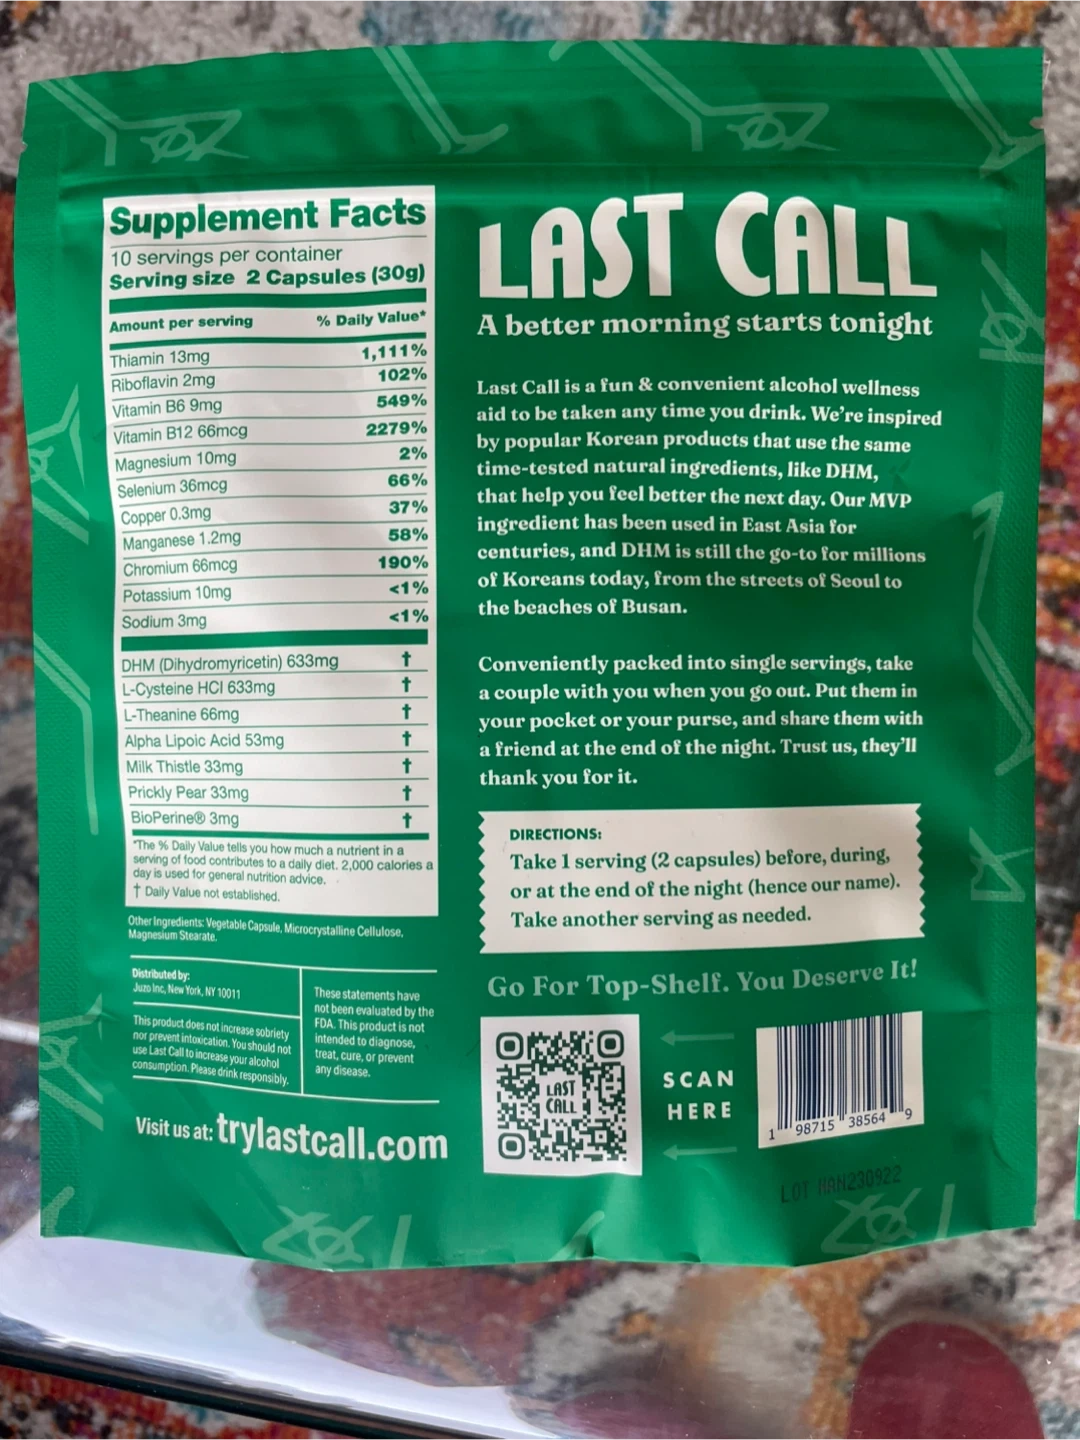 Supplement Facts
10 servings per container
Serving size 2 Capsules (30g)
Amount per serving % Daily Value*
Thiamin 13mg 1,111%
Riboflavin 2mg 102%
Vitamin B6 9mg 549%
Vitamin B12 66mcg 2279%
Magnesium 10mg 2%
Selenium 36mcg 66%
Copper 0.3mg 37%
Manganese 1.2mg 58%
Chromium 66mcg 190%
Potassium 10mg <1%
Sodium 3mg <1%
DHM (Dihydromyricetin) 633mg †
L-Cysteine HCl 633mg †
L-Theanine 66mg †
Alpha Lipoic Acid 53mg †
Milk Thistle 33mg †
Prickly Pear 33mg †
BioPerine® 3mg †
*The % Daily Value tells you how much a nutrient in a
serving of food contributes to a daily diet. 2,000 calories a
day is used for general nutrition advice.
† Daily Value not established.
Other Ingredients: Vegetable Capsule, Microcrystalline Cellulose,
Magnesium Stearate.
Distributed by:
Juzo Inc, New York, NY 10011
This product does not increase sobriety
nor prevent intoxication. You should not
use Last Call to increase your alcohol
consumption. Please drink responsibly.
These statements have
not been evaluated by the
FDA. This product is not
intended to diagnose,
treat, cure, or prevent
any disease.
Visit us at: trylastcall.com
LAST CALL
A better morning starts tonight
Last Call is a fun & convenient alcohol wellness
aid to be taken any time you drink. We're inspired
by popular Korean products that use the same
time-tested natural ingredients, like DHM,
that help you feel better the next day. Our MVP
ingredient has been used in East Asia for
centuries, and DHM is still the go-to for millions
of Koreans today, from the streets of Seoul to
the beaches of Busan.
Conveniently packed into single servings, take
a couple with you when you go out. Put them in
your pocket or your purse, and share them with
a friend at the end of the night. Trust us, they'll
thank you for it.
DIRECTIONS:
Take 1 serving (2 capsules) before, during,
or at the end of the night (hence our name).
Take another serving as needed.
Go For Top-Shelf. You Deserve It!
LAST
CALL
SCAN
HERE
1 98715 38564 9
LOT HAN230922